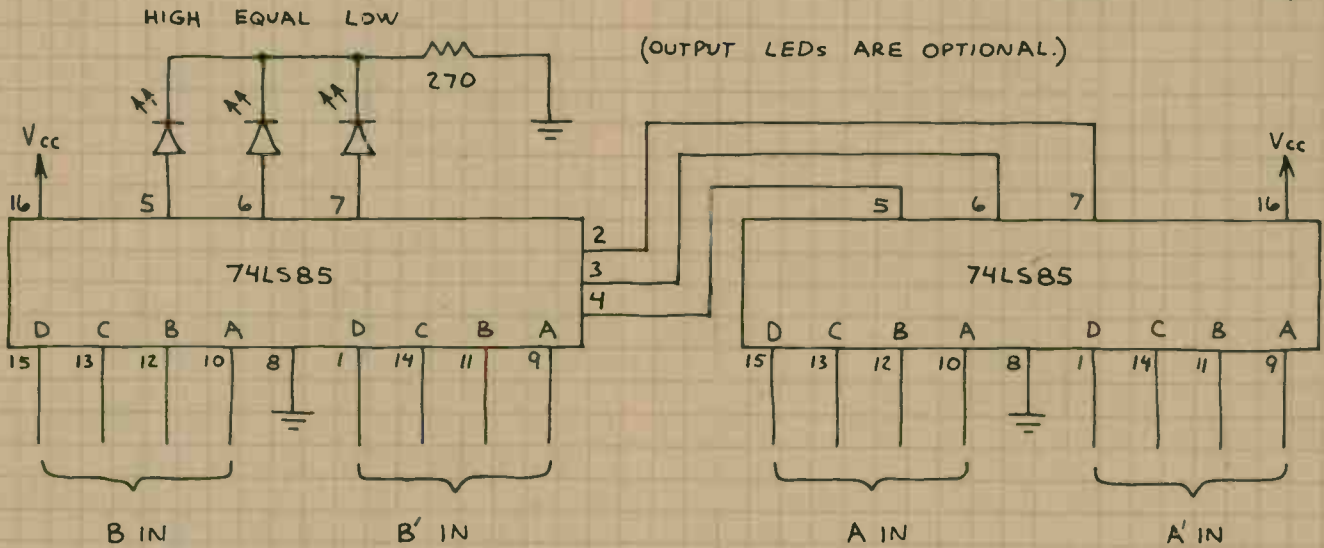 HIGH EQUAL LOW
(OUTPUT LEDs ARE OPTIONAL.)
270
Vcc
Vcc
16 5 6 7
5 6 7 16
2
3
4
74LS85
74LS85
D C B A D C B A
D C B A D C B A
15 13 12 10 8 1 14 11 9
15 13 12 10 8 1 14 11 9
B IN B' IN A IN A' IN